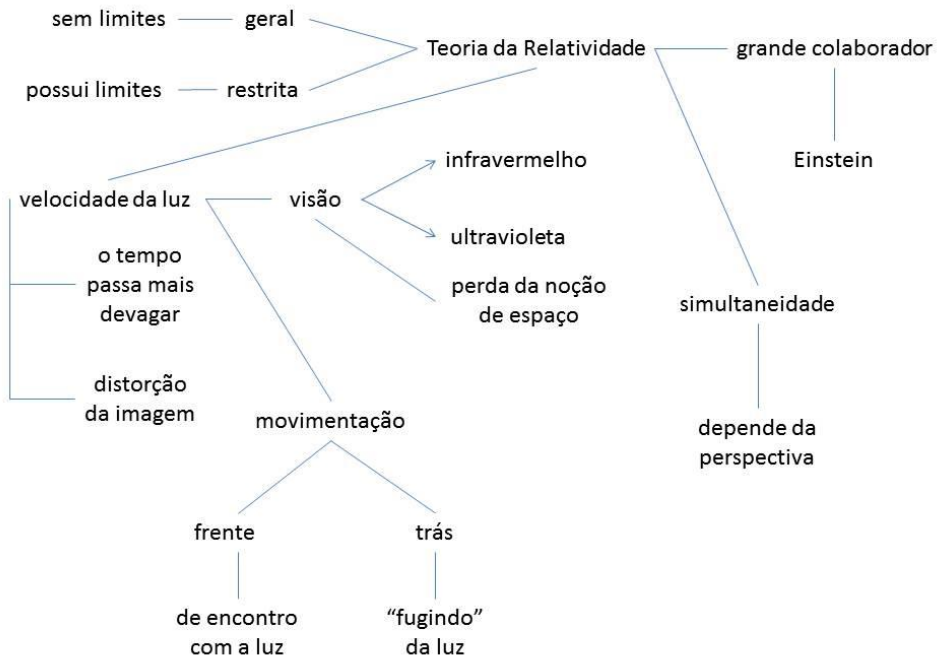 sem limites
geral
Teoria da Relatividade
grande colaborador
possui limites
restrita
Einstein
infravermelho
velocidade da luz
visão
ultravioleta
o tempo
passa mais
devagar
perda da noção
de espaço
simultaneidade
distorção
da imagem
movimentação
depende da
perspectiva
frente
trás
de encontro
com a luz
“fugindo”
da luz